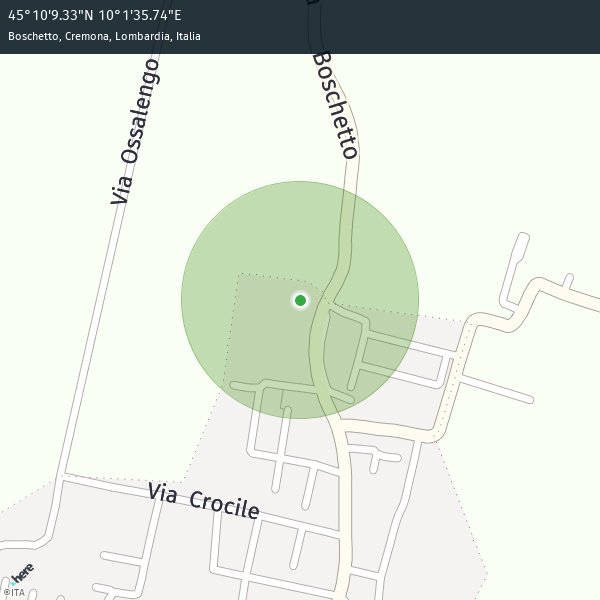 45°10'9.33"N 10°1'35.74"E
Boschetto, Cremona, Lombardia, Italia
Via Ossalengo
Boschetto
Via Crocile
here
©ITA